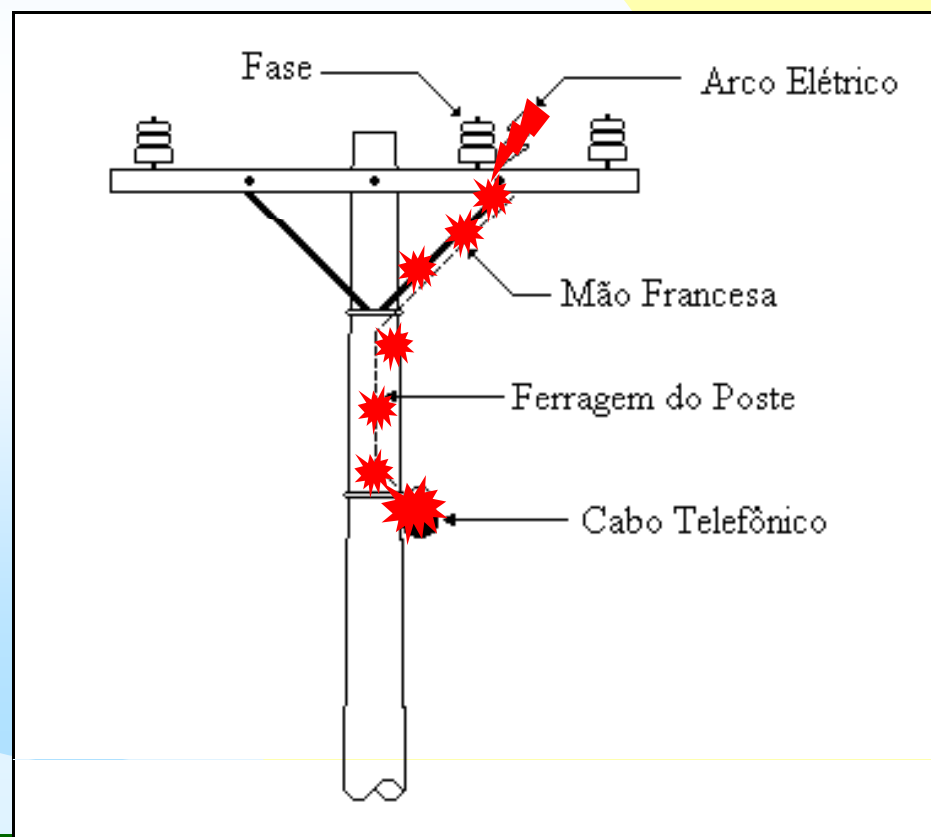 Fase
Arco Elétrico
Mão Francesa
Ferragem do Poste
Cabo Telefônico